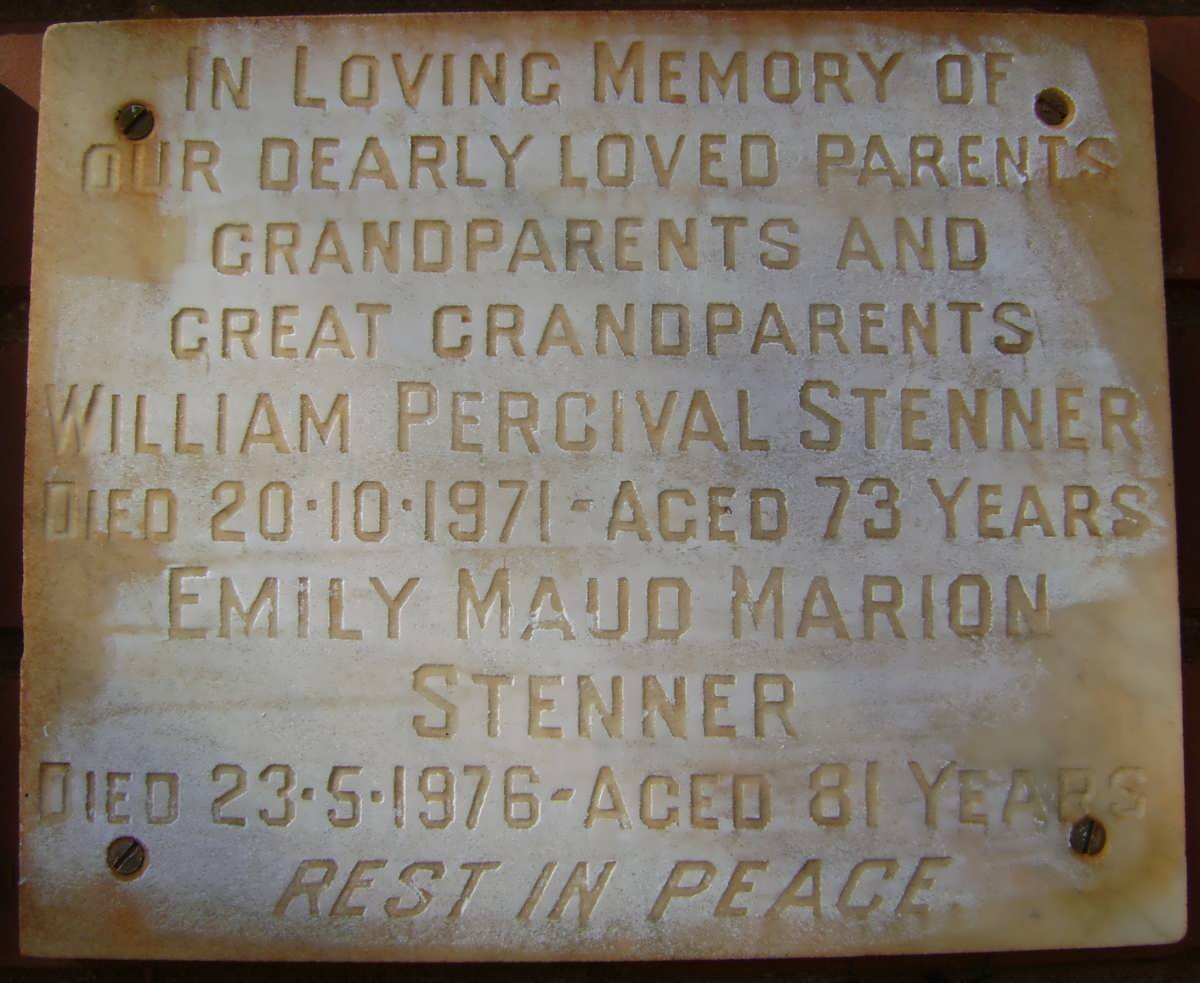 IN LOVING MEMORY OF
OUR DEARLY LOVED PARENTS
GRANDPARENTS AND
GREAT GRANDPARENTS
WILLIAM PERCIVAL STENNER
DIED 20·10·1971 - AGED 73 YEARS
EMILY MAUD MARION
STENNER
DIED 23·5·1976 - AGED 81 YEARS
REST IN PEACE